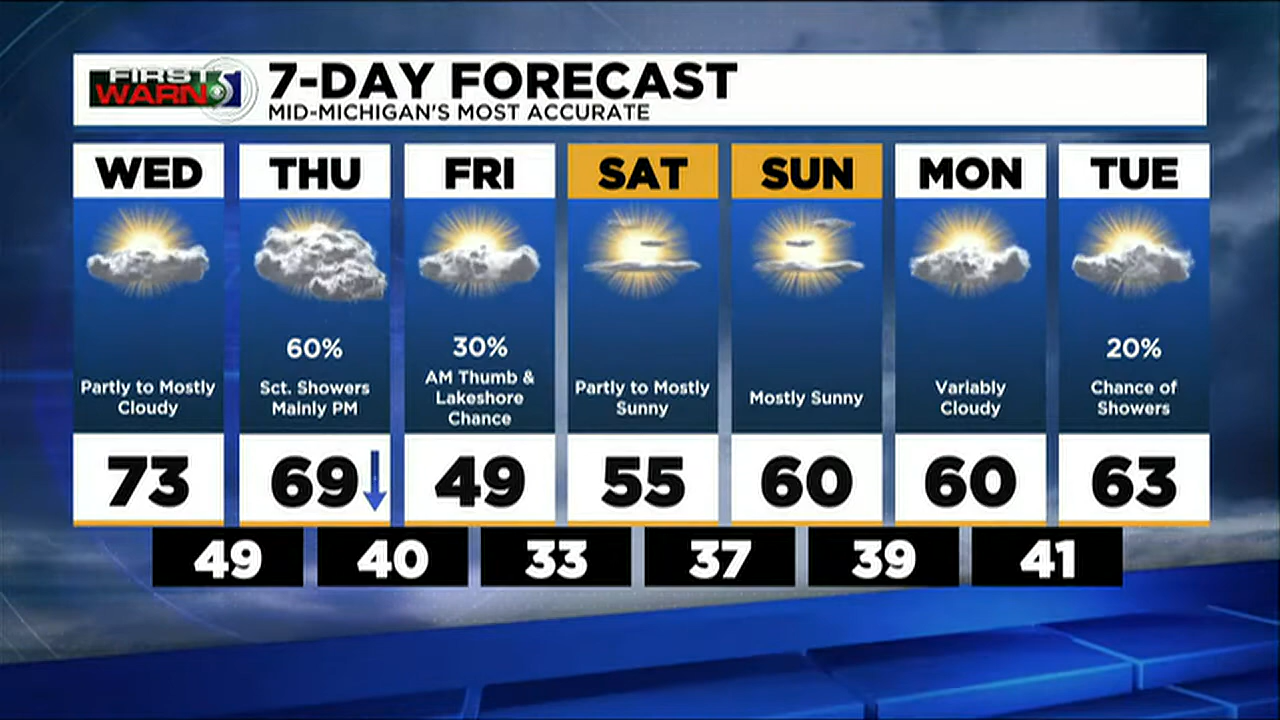 FIRST
WARN 5
7-DAY FORECAST
MID-MICHIGAN'S MOST ACCURATE
WED
Partly to Mostly
Cloudy
73
THU
60%
Sct. Showers
Mainly PM
69
FRI
30%
AM Thumb &
Lakeshore
Chance
49
SAT
Partly to Mostly
Sunny
55
SUN
Mostly Sunny
60
MON
Variably
Cloudy
60
TUE
20%
Chance of
Showers
63
49
40
33
37
39
41